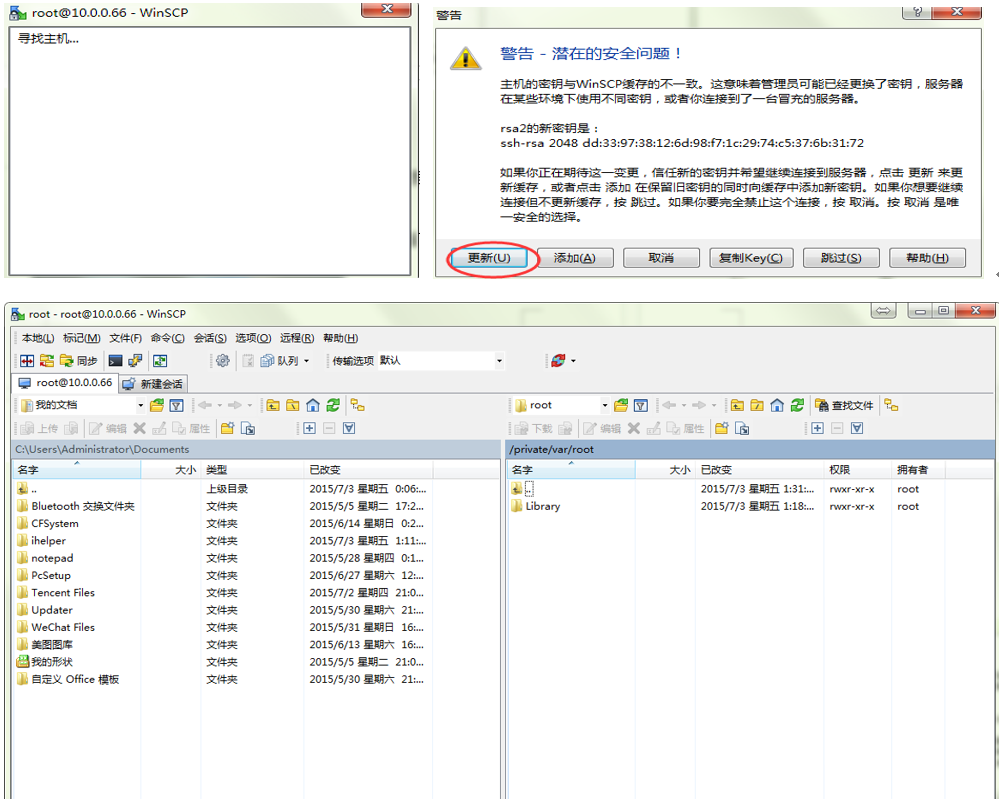 root@10.0.0.66 - WinSCP
寻找主机...
警告
警告 - 潜在的安全问题！
主机的密钥与WinSCP缓存的不一致。这意味着管理员可能已经更换了密钥，服务器
在某些环境下使用不同密钥，或者你连接到了一台冒充的服务器。
rsa2的新密钥是：
ssh-rsa 2048 dd:33:97:38:12:6d:98:f7:1c:29:74:c5:37:6b:31:72
如果你正在期待这一变更，信任新的密钥并希望继续连接到服务器，点击 更新 来更
新缓存，或者点击 添加 在保留旧密钥的同时向缓存中添加新密钥。如果你想要继续
连接但不更新缓存，按 跳过。如果你要完全禁止这个连接，按 取消。按 取消 是唯
一安全的选择。
更新(U) 添加(A) 取消 复制Key(C) 跳过(S) 帮助(H)
root - root@10.0.0.66 - WinSCP
本地(L) 标记(M) 文件(F) 命令(C) 会话(S) 选项(O) 远程(R) 帮助(H)
同步 队列 传输选项 默认
root@10.0.0.66 新建会话
我的文档 root 查找文件
上传 编辑 属性 下载 编辑 属性
C:\Users\Administrator\Documents /private/var/root
名字 大小 类型 已改变 名字 大小 已改变 权限 拥有者
.. 上级目录 2015/7/3 星期五 0:06:... .. 2015/7/3 星期五 1:31:... rwxr-xr-x root
Bluetooth 交换文件夹 文件夹 2015/5/5 星期二 17:2... Library 2015/7/3 星期五 1:18:... rwxr-xr-x root
CFSystem 文件夹 2015/6/14 星期日 0:2...
ihelper 文件夹 2015/7/3 星期五 1:11:...
notepad 文件夹 2015/5/28 星期四 0:1...
PcSetup 文件夹 2015/6/27 星期六 12:...
Tencent Files 文件夹 2015/7/2 星期四 21:0...
Updater 文件夹 2015/5/30 星期六 21:...
WeChat Files 文件夹 2015/5/31 星期日 16:...
美图图库 文件夹 2015/6/13 星期六 16:...
我的形状 文件夹 2015/5/5 星期二 21:0...
自定义 Office 模板 文件夹 2015/5/30 星期六 21:...